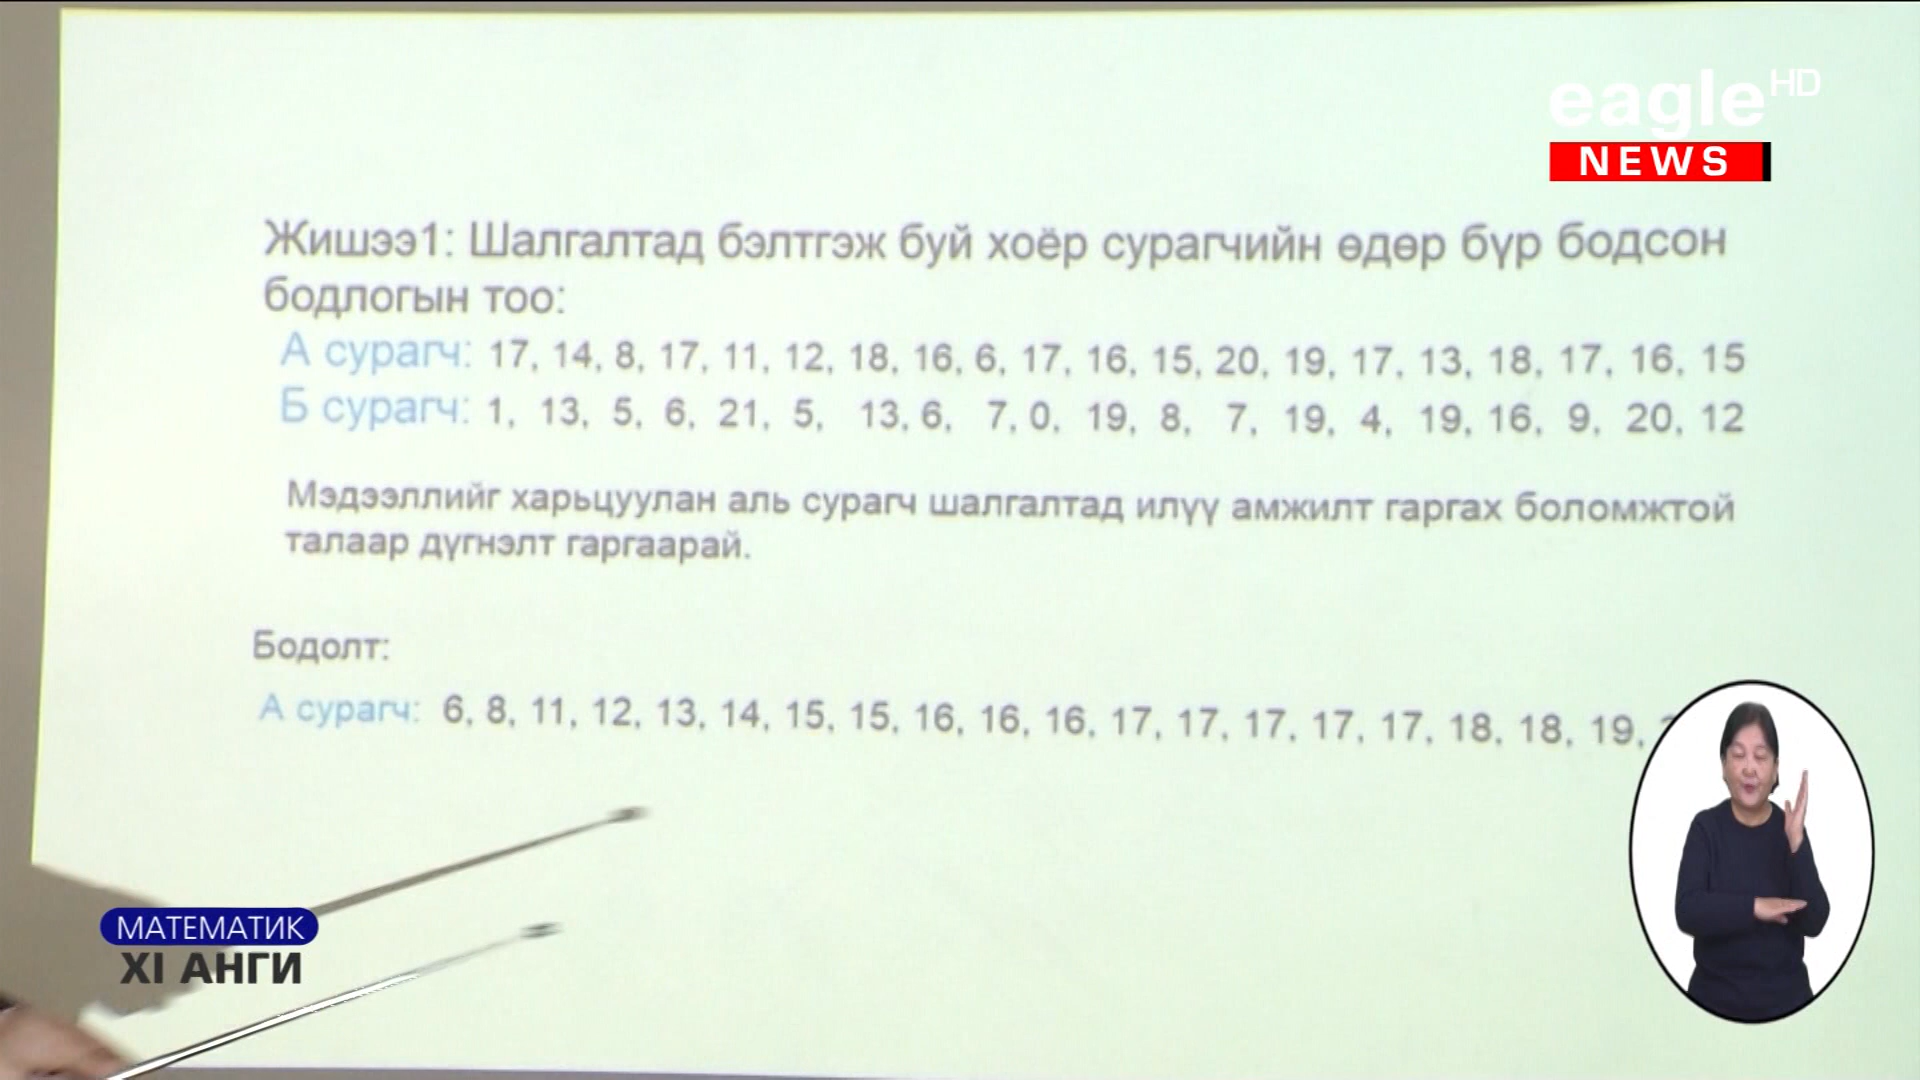 eagle HD
NEWS
Жишээ1: Шалгалтад бэлтгэж буй хоёр сурагчийн өдөр бүр бодсон
бодлогын тоо:
А сурагч: 17, 14, 8, 17, 11, 12, 18, 16, 6, 17, 16, 15, 20, 19, 17, 13, 18, 17, 16, 15
Б сурагч: 1, 13, 5, 6, 21, 5, 13, 6, 7, 0, 19, 8, 7, 19, 4, 19, 16, 9, 20, 12
Мэдээллийг харьцуулан аль сурагч шалгалтад илүү амжилт гаргах боломжтой
талаар дүгнэлт гаргаарай.
Бодолт:
А сурагч: 6, 8, 11, 12, 13, 14, 15, 15, 16, 16, 16, 17, 17, 17, 17, 17, 18, 18, 19,
МАТЕМАТИК
XI АНГИ